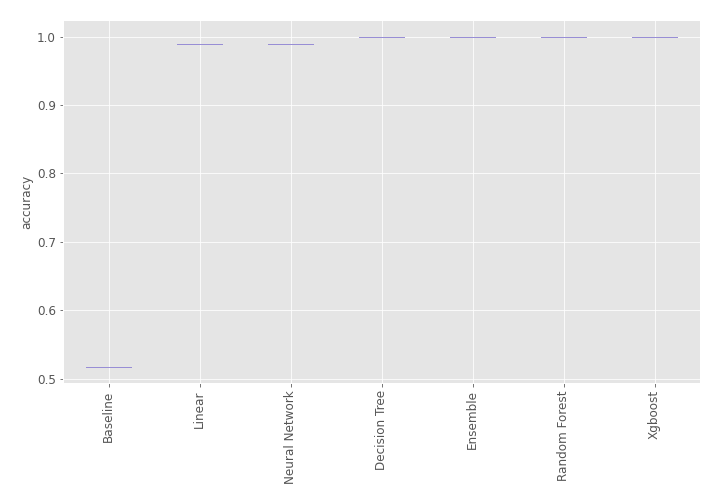 1.0
0.9
0.8
0.7
0.6
0.5
accuracy
Baseline
Linear
Neural Network
Decision Tree
Ensemble
Random Forest
Xgboost